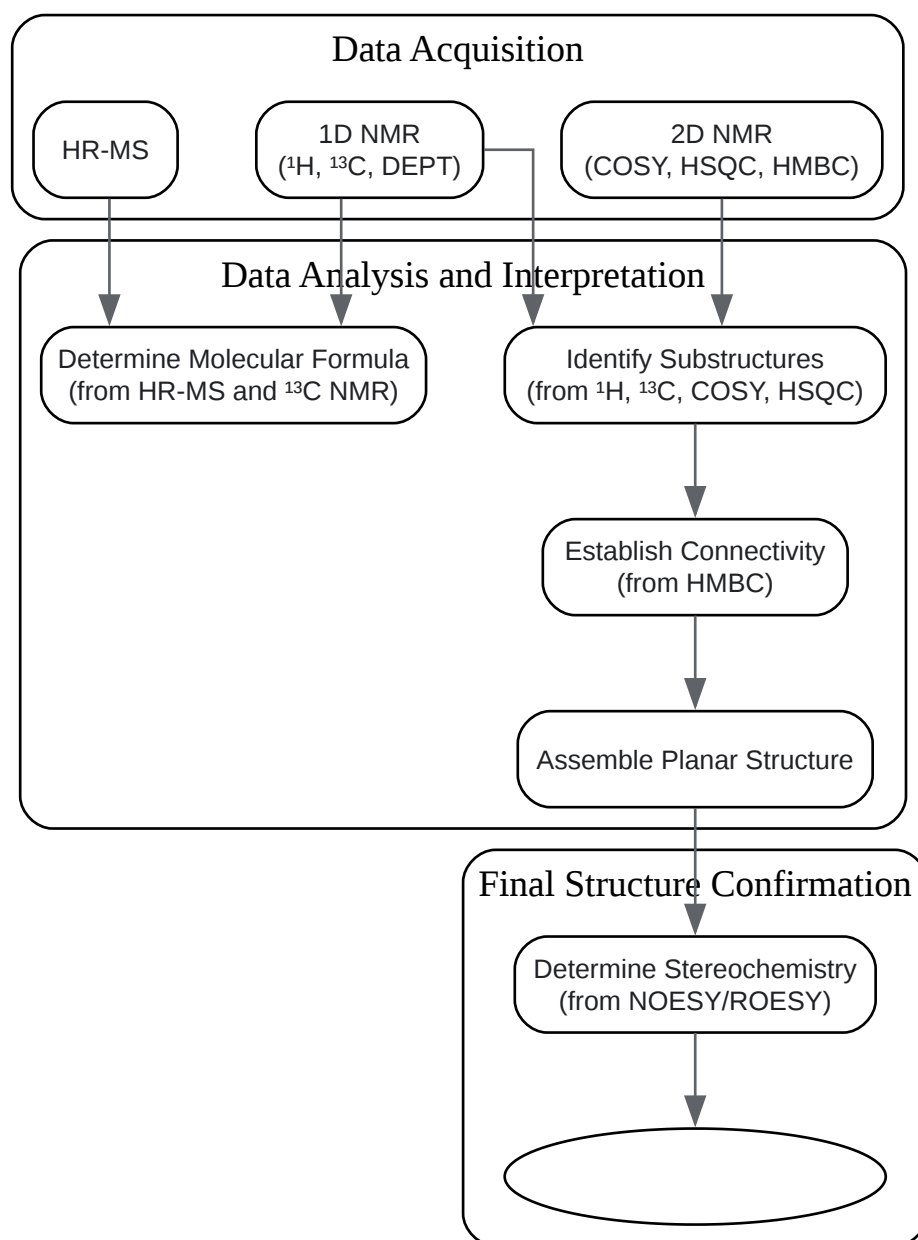 Data Acquisition
HR-MS
1D NMR
(¹H, ¹³C, DEPT)
2D NMR
(COSY, HSQC, HMBC)
Data Analysis and Interpretation
Determine Molecular Formula
(from HR-MS and ¹³C NMR)
Identify Substructures
(from ¹H, ¹³C, COSY, HSQC)
Establish Connectivity
(from HMBC)
Assemble Planar Structure
Final Structure Confirmation
Determine Stereochemistry
(from NOESY/ROESY)